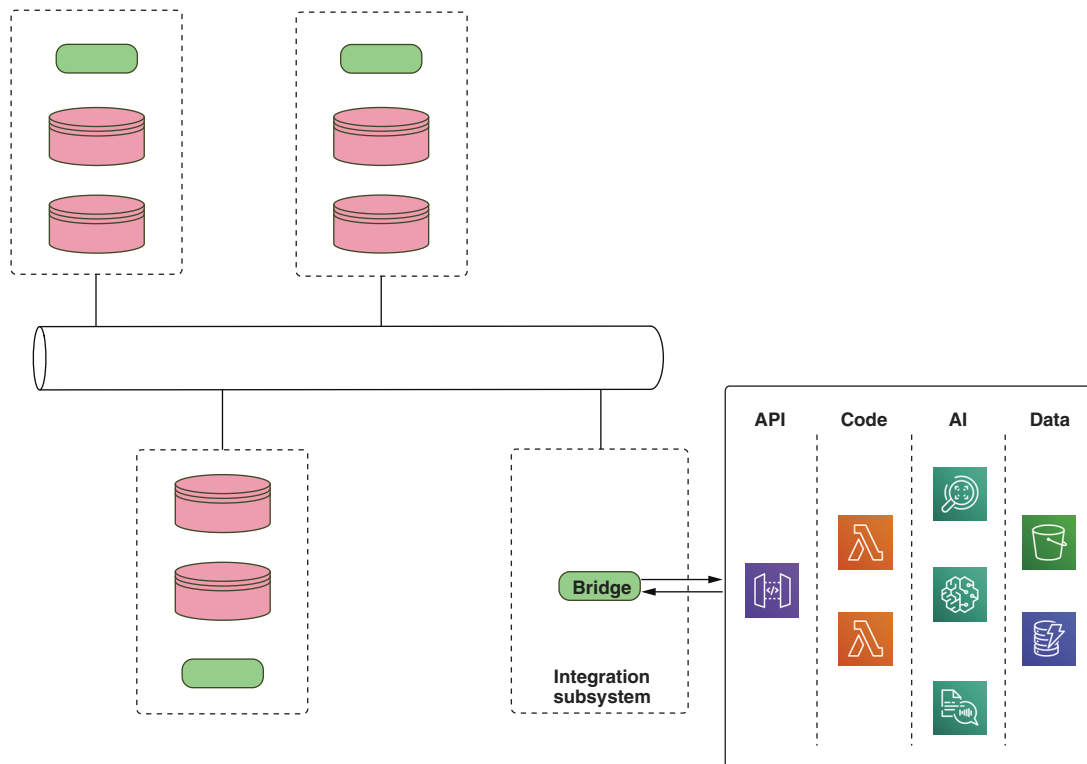 API
Code
AI
Data
Bridge
Integration
subsystem